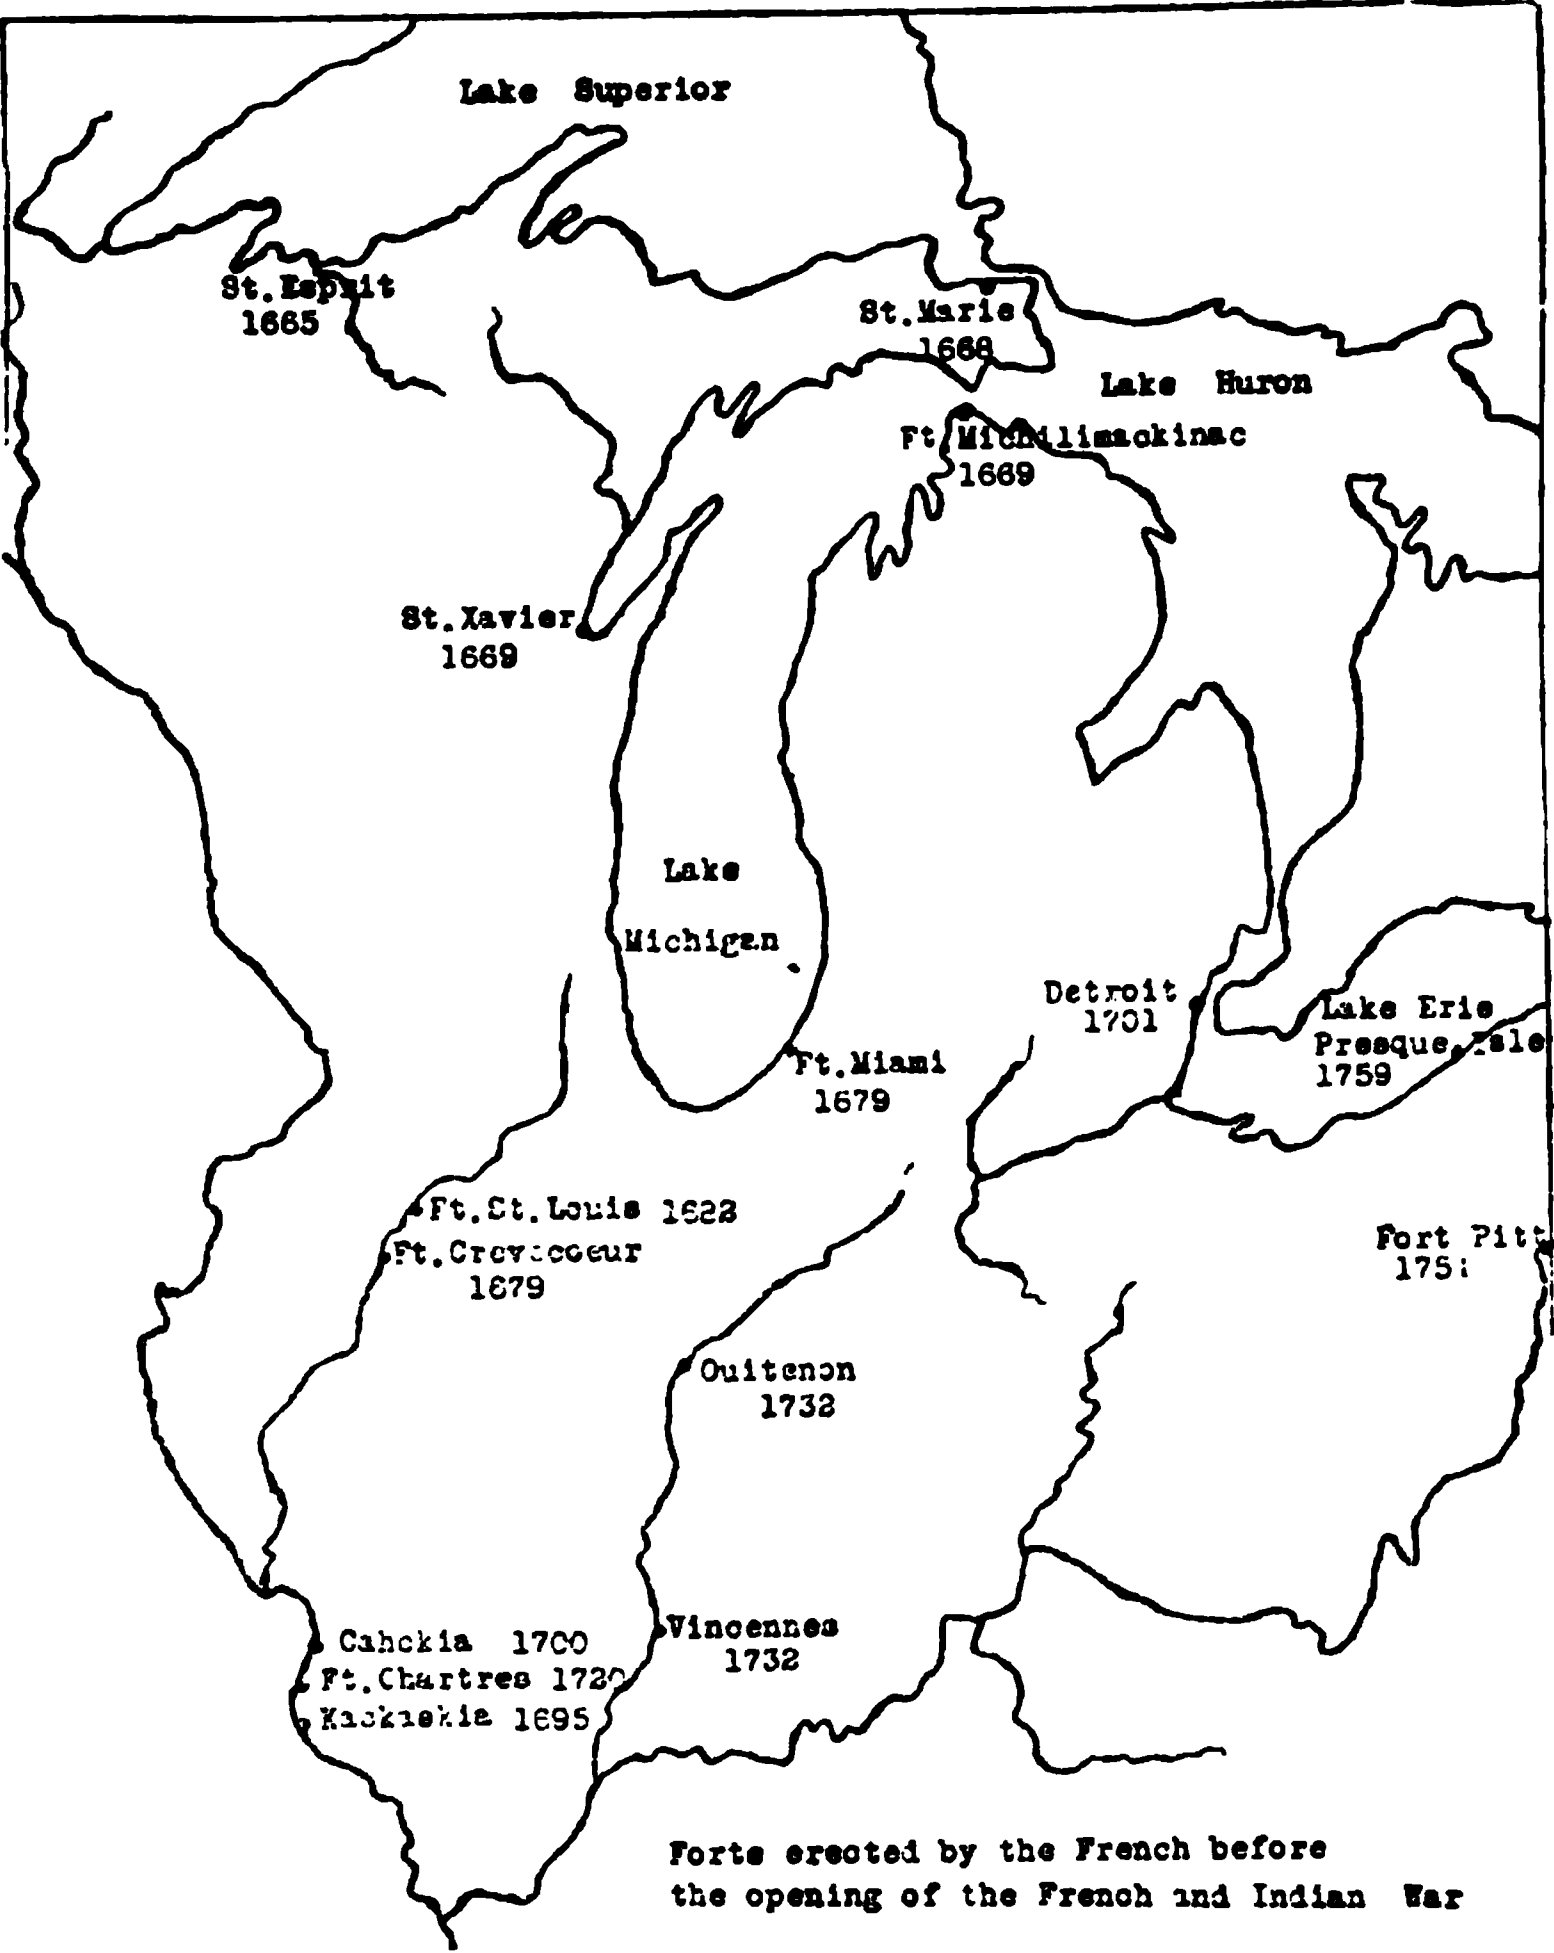 Lake Superior
St.Esprit
1665
St.Marie
1668
Lake Huron
Ft.Michilimackinac
1669
St.Xavier
1669
Lake
Michigan
Detroit
1701
Lake Erie
Presque Isle
1759
Ft.Miami
1679
Ft.St.Louis 1682
Ft.Crevecoeur
1679
Fort Pitt
Ouitenon
1732
Vincennes
1732
Cahokia 1700
Ft.Chartres 1720
Kaskaskia 1695
Forts erected by the French before
the opening of the French and Indian War